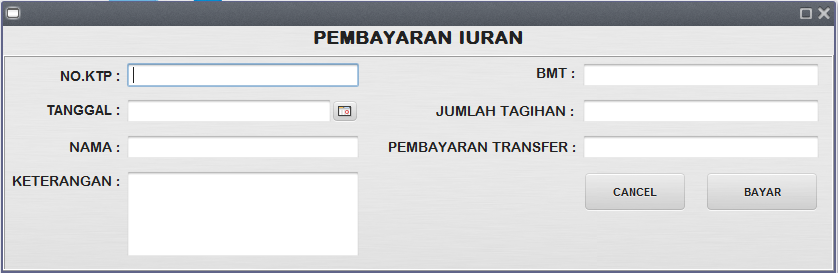 PEMBAYARAN IURAN
NO.KTP :
TANGGAL :
NAMA :
KETERANGAN :
BMT :
JUMLAH TAGIHAN :
PEMBAYARAN TRANSFER :
CANCEL
BAYAR